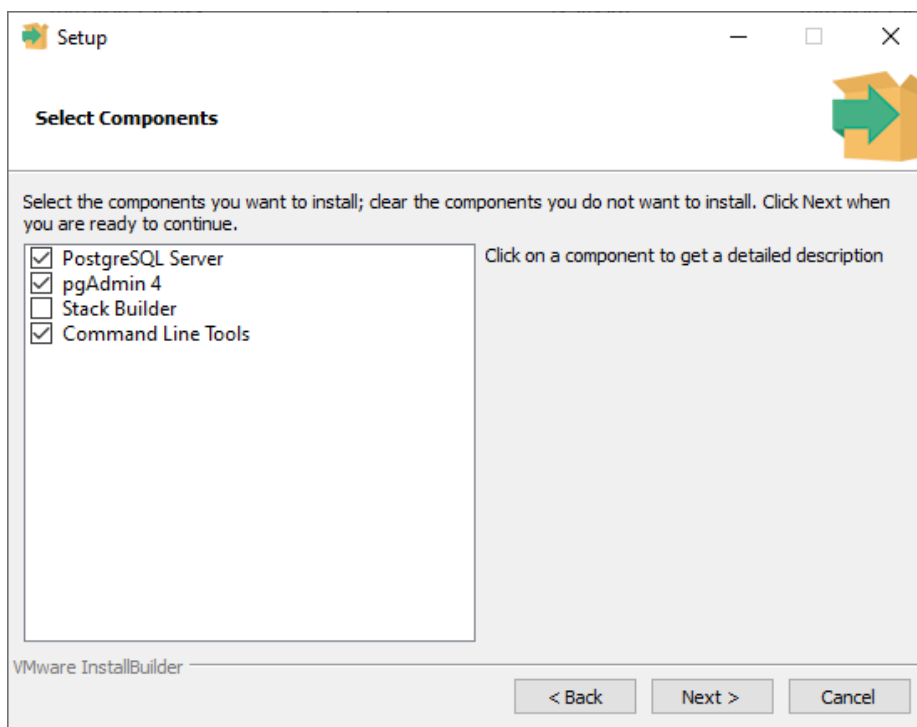 Setup
Select Components
Select the components you want to install; clear the components you do not want to install. Click Next when
you are ready to continue.
PostgreSQL Server
pgAdmin 4
Stack Builder
Command Line Tools
Click on a component to get a detailed description
VMware InstallBuilder
< Back
Next >
Cancel